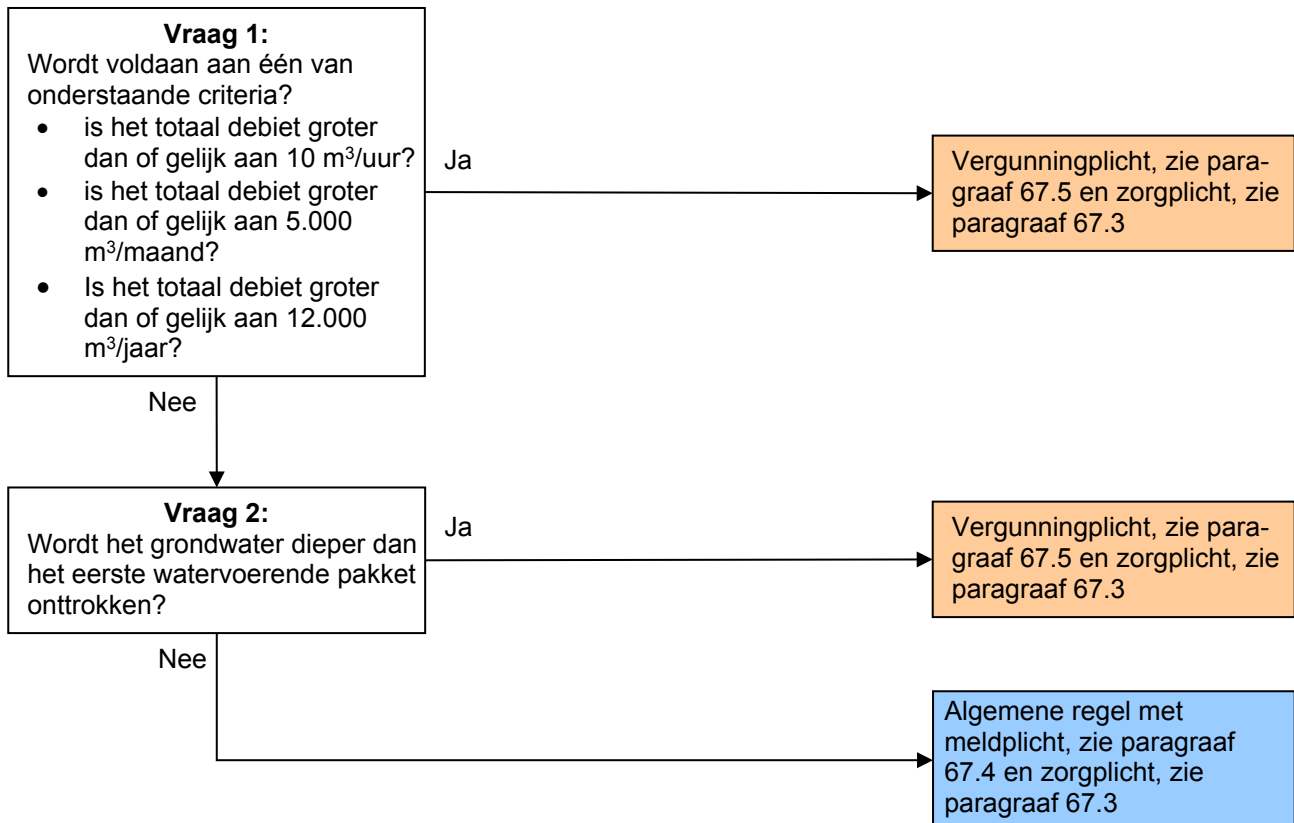 Vraag 1:
Wordt voldaan aan één van
onderstaande criteria?
• is het totaal debiet groter
dan of gelijk aan 10 m³/uur?
• is het totaal debiet groter
dan of gelijk aan 5.000
m³/maand?
• Is het totaal debiet groter
dan of gelijk aan 12.000
m³/jaar?
Ja
Vergunningplicht, zie para-
graaf 67.5 en zorgplicht, zie
paragraaf 67.3
Nee
Vraag 2:
Wordt het grondwater dieper dan
het eerste watervoerende pakket
onttrokken?
Ja
Vergunningplicht, zie para-
graaf 67.5 en zorgplicht, zie
paragraaf 67.3
Nee
Algemene regel met
meldplicht, zie paragraaf
67.4 en zorgplicht, zie
paragraaf 67.3